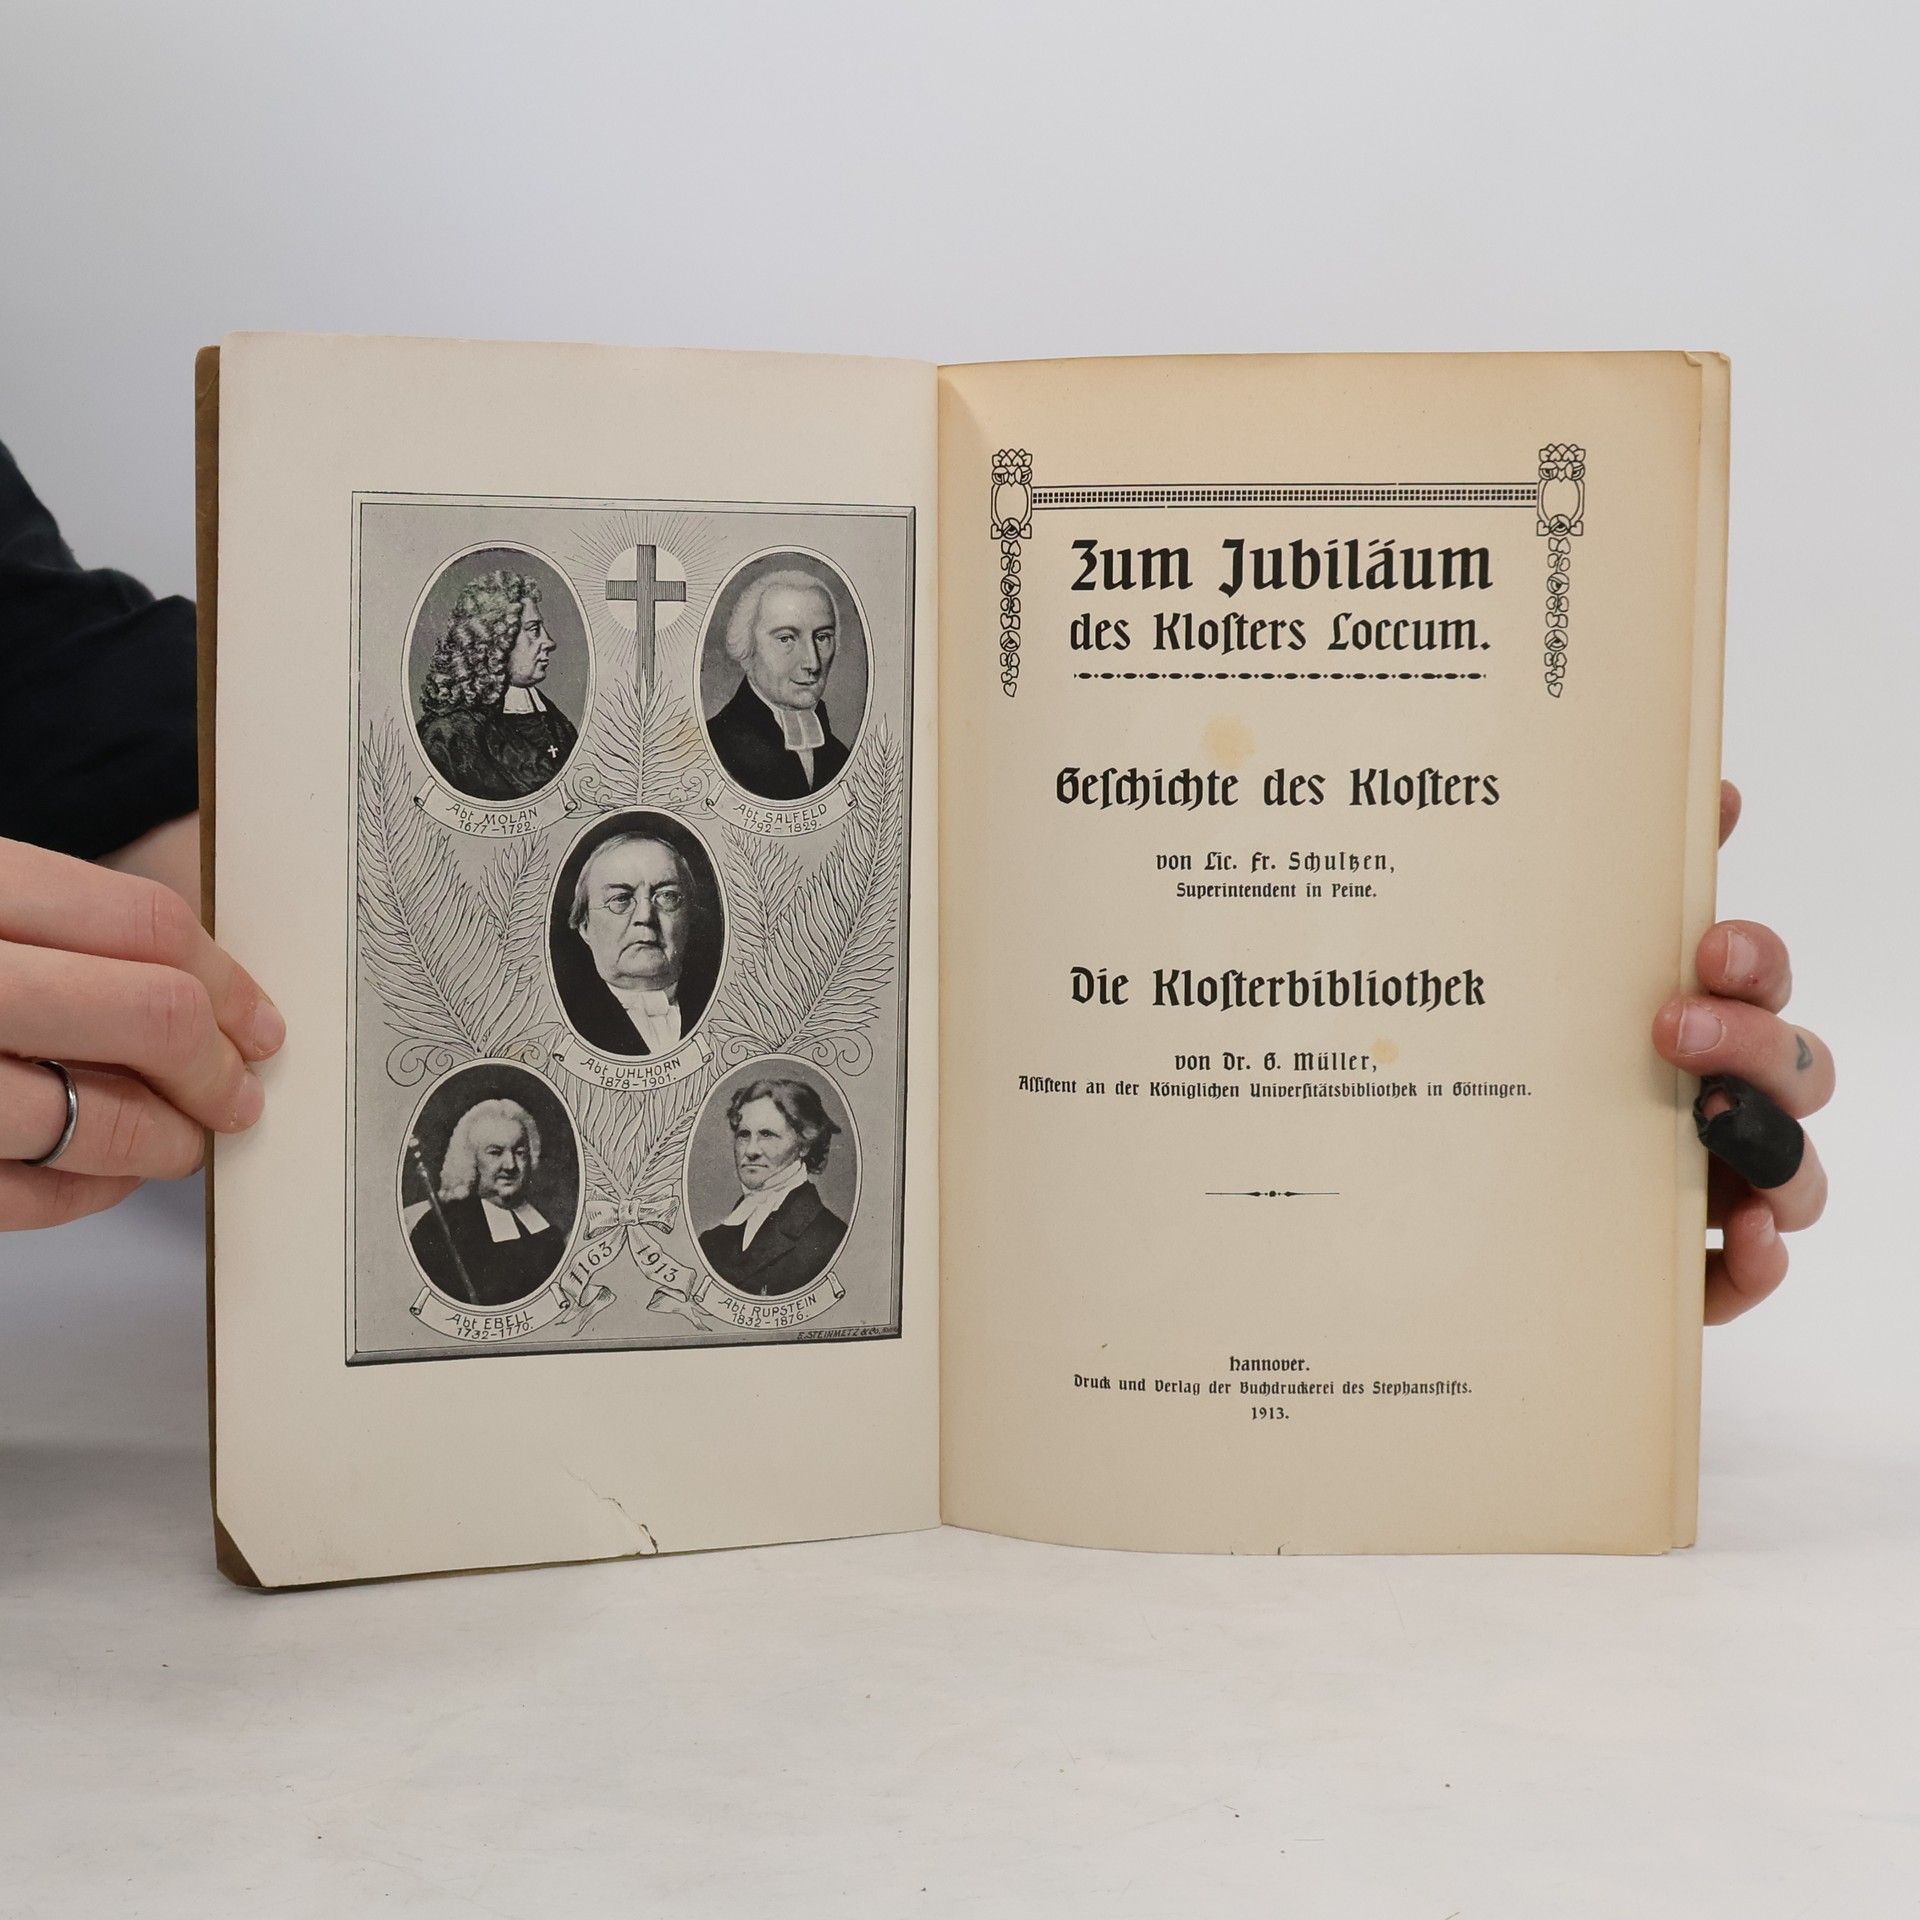 Abt MOLAN
1677-1722.
Abt SALFELD
1792-1829.
Abt UHLHORN
1878-1901.
Abt EBELL
1732-1770.
1163 1913
Abt RUPSTEIN
1832-1876.
E. STEINMETZ & Co.
Zum Jubiläum
des Kloſters Loccum.
Geſchichte des Kloſters
von Lic. Fr. Schultzen,
Superintendent in Peine.
Die Kloſterbibliothek
von Dr. G. Müller,
Aſſiſtent an der Königlichen Univerſitätsbibliothek in Göttingen.
Hannover.
Druck und Verlag der Buchdruckerei des Stephansſtifts.
1913.